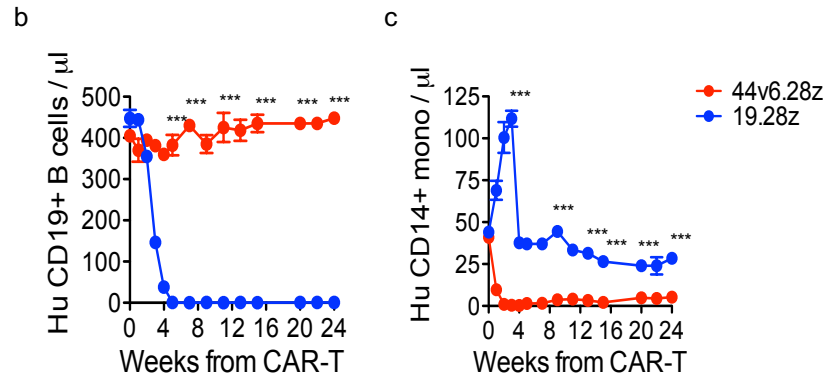 b
Hu CD19+ B cells / µl
500
400
300
200
100
0
*** *** *** *** *** ***
0 4 8 12 16 20 24
Weeks from CAR-T
c
Hu CD14+ mono / µl
125
100
75
50
25
0
*** *** *** *** *** ***
0 4 8 12 16 20 24
Weeks from CAR-T
44v6.28z
19.28z